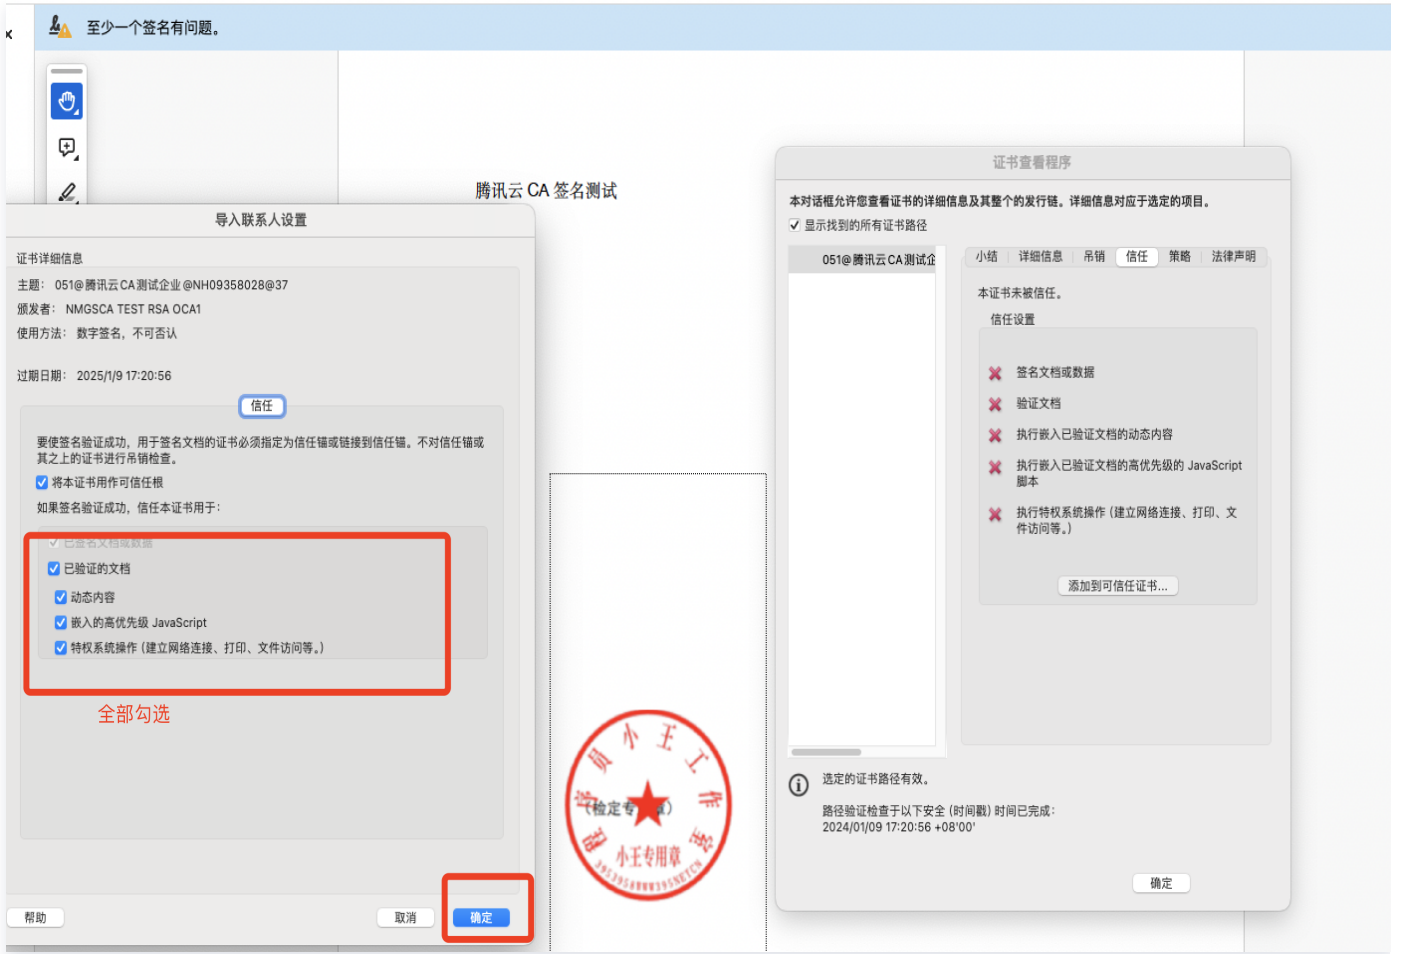 至少一个签名有问题。
腾讯云 CA 签名测试
导入联系人设置
证书详细信息
主题： 051@腾讯云CA测试企业@NH09358028@37
颁发者： NMGSCA TEST RSA OCA1
使用方法： 数字签名，不可否认
过期日期： 2025/1/9 17:20:56
信任
要使签名验证成功，用于签名文档的证书必须指定为信任锚或链接到信任锚。不对信任锚或
其之上的证书进行吊销检查。
将本证书用作可信任根
如果签名验证成功，信任本证书用于：
已签名文档或数据
已验证的文档
动态内容
嵌入的高优先级 JavaScript
特权系统操作（建立网络连接、打印、文件访问等。）
全部勾选
帮助
取消
确定
程序员小王工作室
（检定专用章）
小王专用章
证书查看程序
本对话框允许您查看证书的详细信息及其整个的发行链。详细信息对应于选定的项目。
显示找到的所有证书路径
051@腾讯云CA测试企
小结 详细信息 吊销 信任 策略 法律声明
本证书未被信任。
信任设置
签名文档或数据
验证文档
执行嵌入已验证文档的动态内容
执行嵌入已验证文档的高优先级的 JavaScript
脚本
执行特权系统操作（建立网络连接、打印、文
件访问等。）
添加到可信任证书...
选定的证书路径有效。
路径验证检查于以下安全（时间戳）时间已完成：
2024/01/09 17:20:56 +08'00'
确定